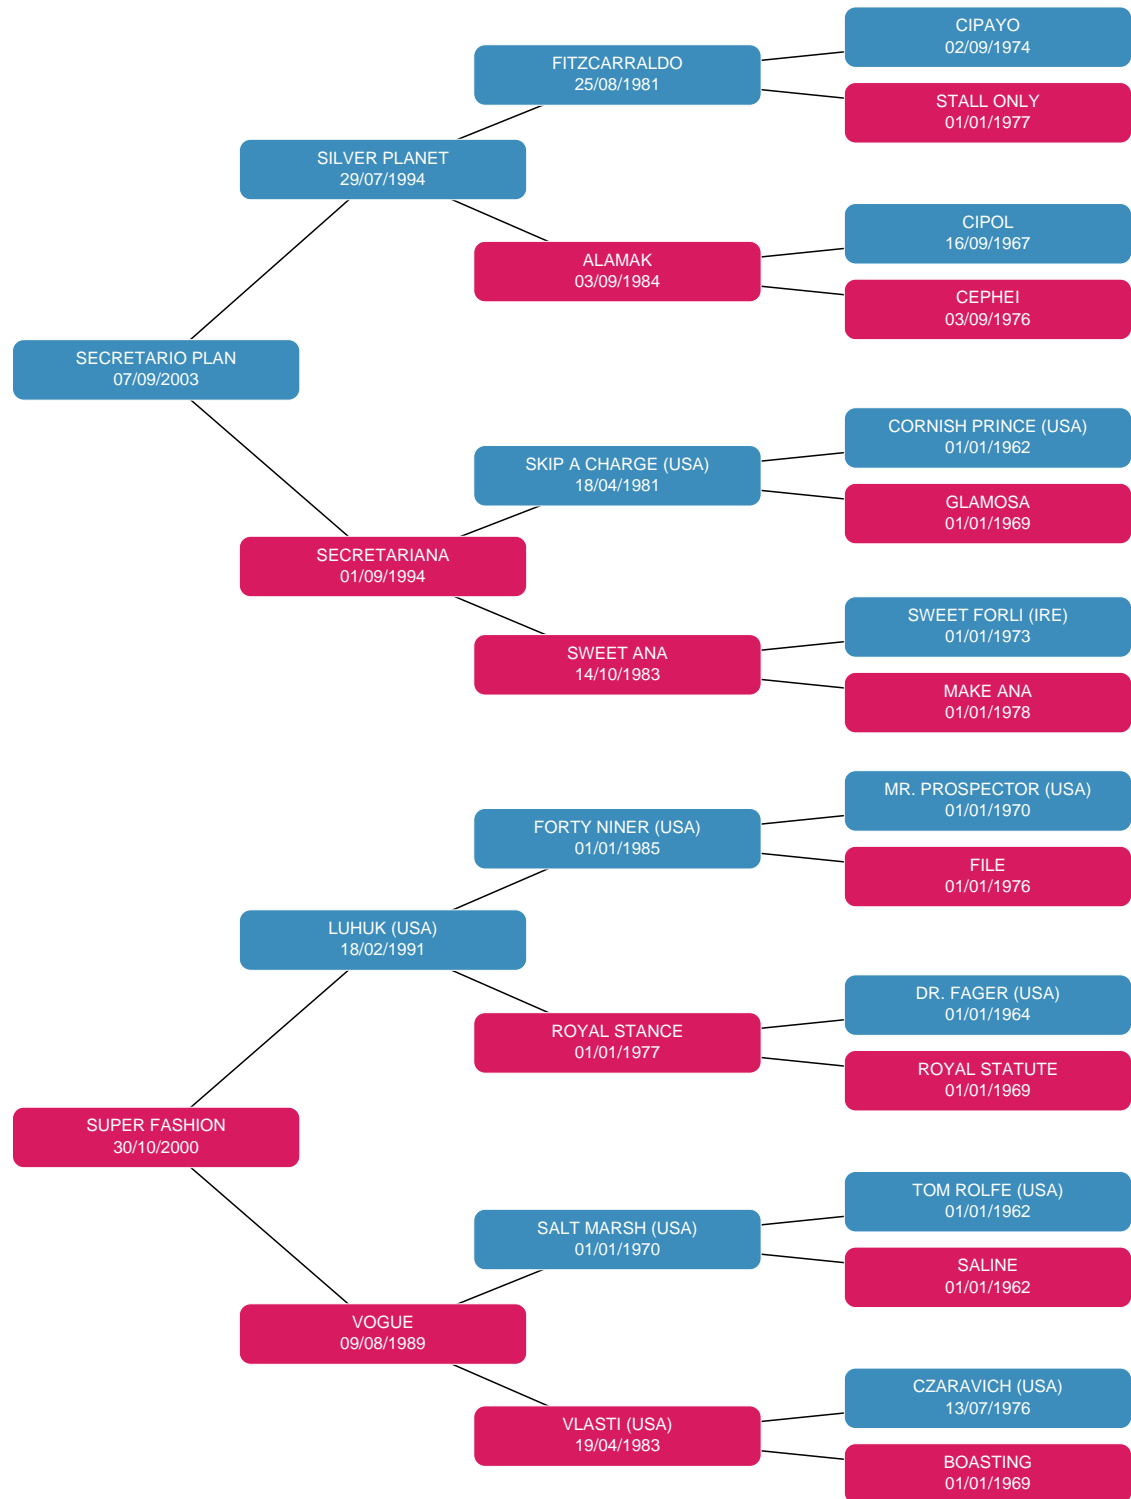 CIPAYO
02/09/1974
FITZCARRALDO
25/08/1981
STALL ONLY
01/01/1977
SILVER PLANET
29/07/1994
CIPOL
16/09/1967
ALAMAK
03/09/1984
CEPHEI
03/09/1976
SECRETARIO PLAN
07/09/2003
CORNISH PRINCE (USA)
01/01/1962
SKIP A CHARGE (USA)
18/04/1981
GLAMOSA
01/01/1969
SECRETARIANA
01/09/1994
SWEET FORLI (IRE)
01/01/1973
SWEET ANA
14/10/1983
MAKE ANA
01/01/1978
MR. PROSPECTOR (USA)
01/01/1970
FORTY NINER (USA)
01/01/1985
FILE
01/01/1976
LUHUK (USA)
18/02/1991
DR. FAGER (USA)
01/01/1964
ROYAL STANCE
01/01/1977
ROYAL STATUTE
01/01/1969
SUPER FASHION
30/10/2000
TOM ROLFE (USA)
01/01/1962
SALT MARSH (USA)
01/01/1970
SALINE
01/01/1962
VOGUE
09/08/1989
CZARAVICH (USA)
13/07/1976
VLASTI (USA)
19/04/1983
BOASTING
01/01/1969